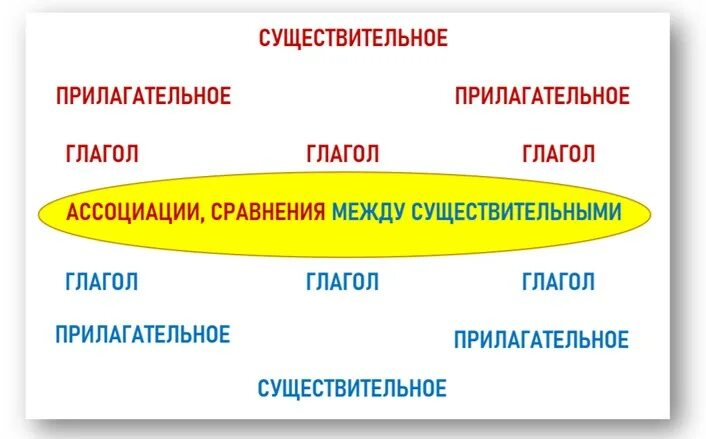 СУЩЕСТВИТЕЛЬНОЕ
ПРИЛАГАТЕЛЬНОЕ ПРИЛАГАТЕЛЬНОЕ
ГЛАГОЛ ГЛАГОЛ ГЛАГОЛ
АССОЦИАЦИИ, СРАВНЕНИЯ МЕЖДУ СУЩЕСТВИТЕЛЬНЫМИ
ГЛАГОЛ ГЛАГОЛ ГЛАГОЛ
ПРИЛАГАТЕЛЬНОЕ ПРИЛАГАТЕЛЬНОЕ
СУЩЕСТВИТЕЛЬНОЕ